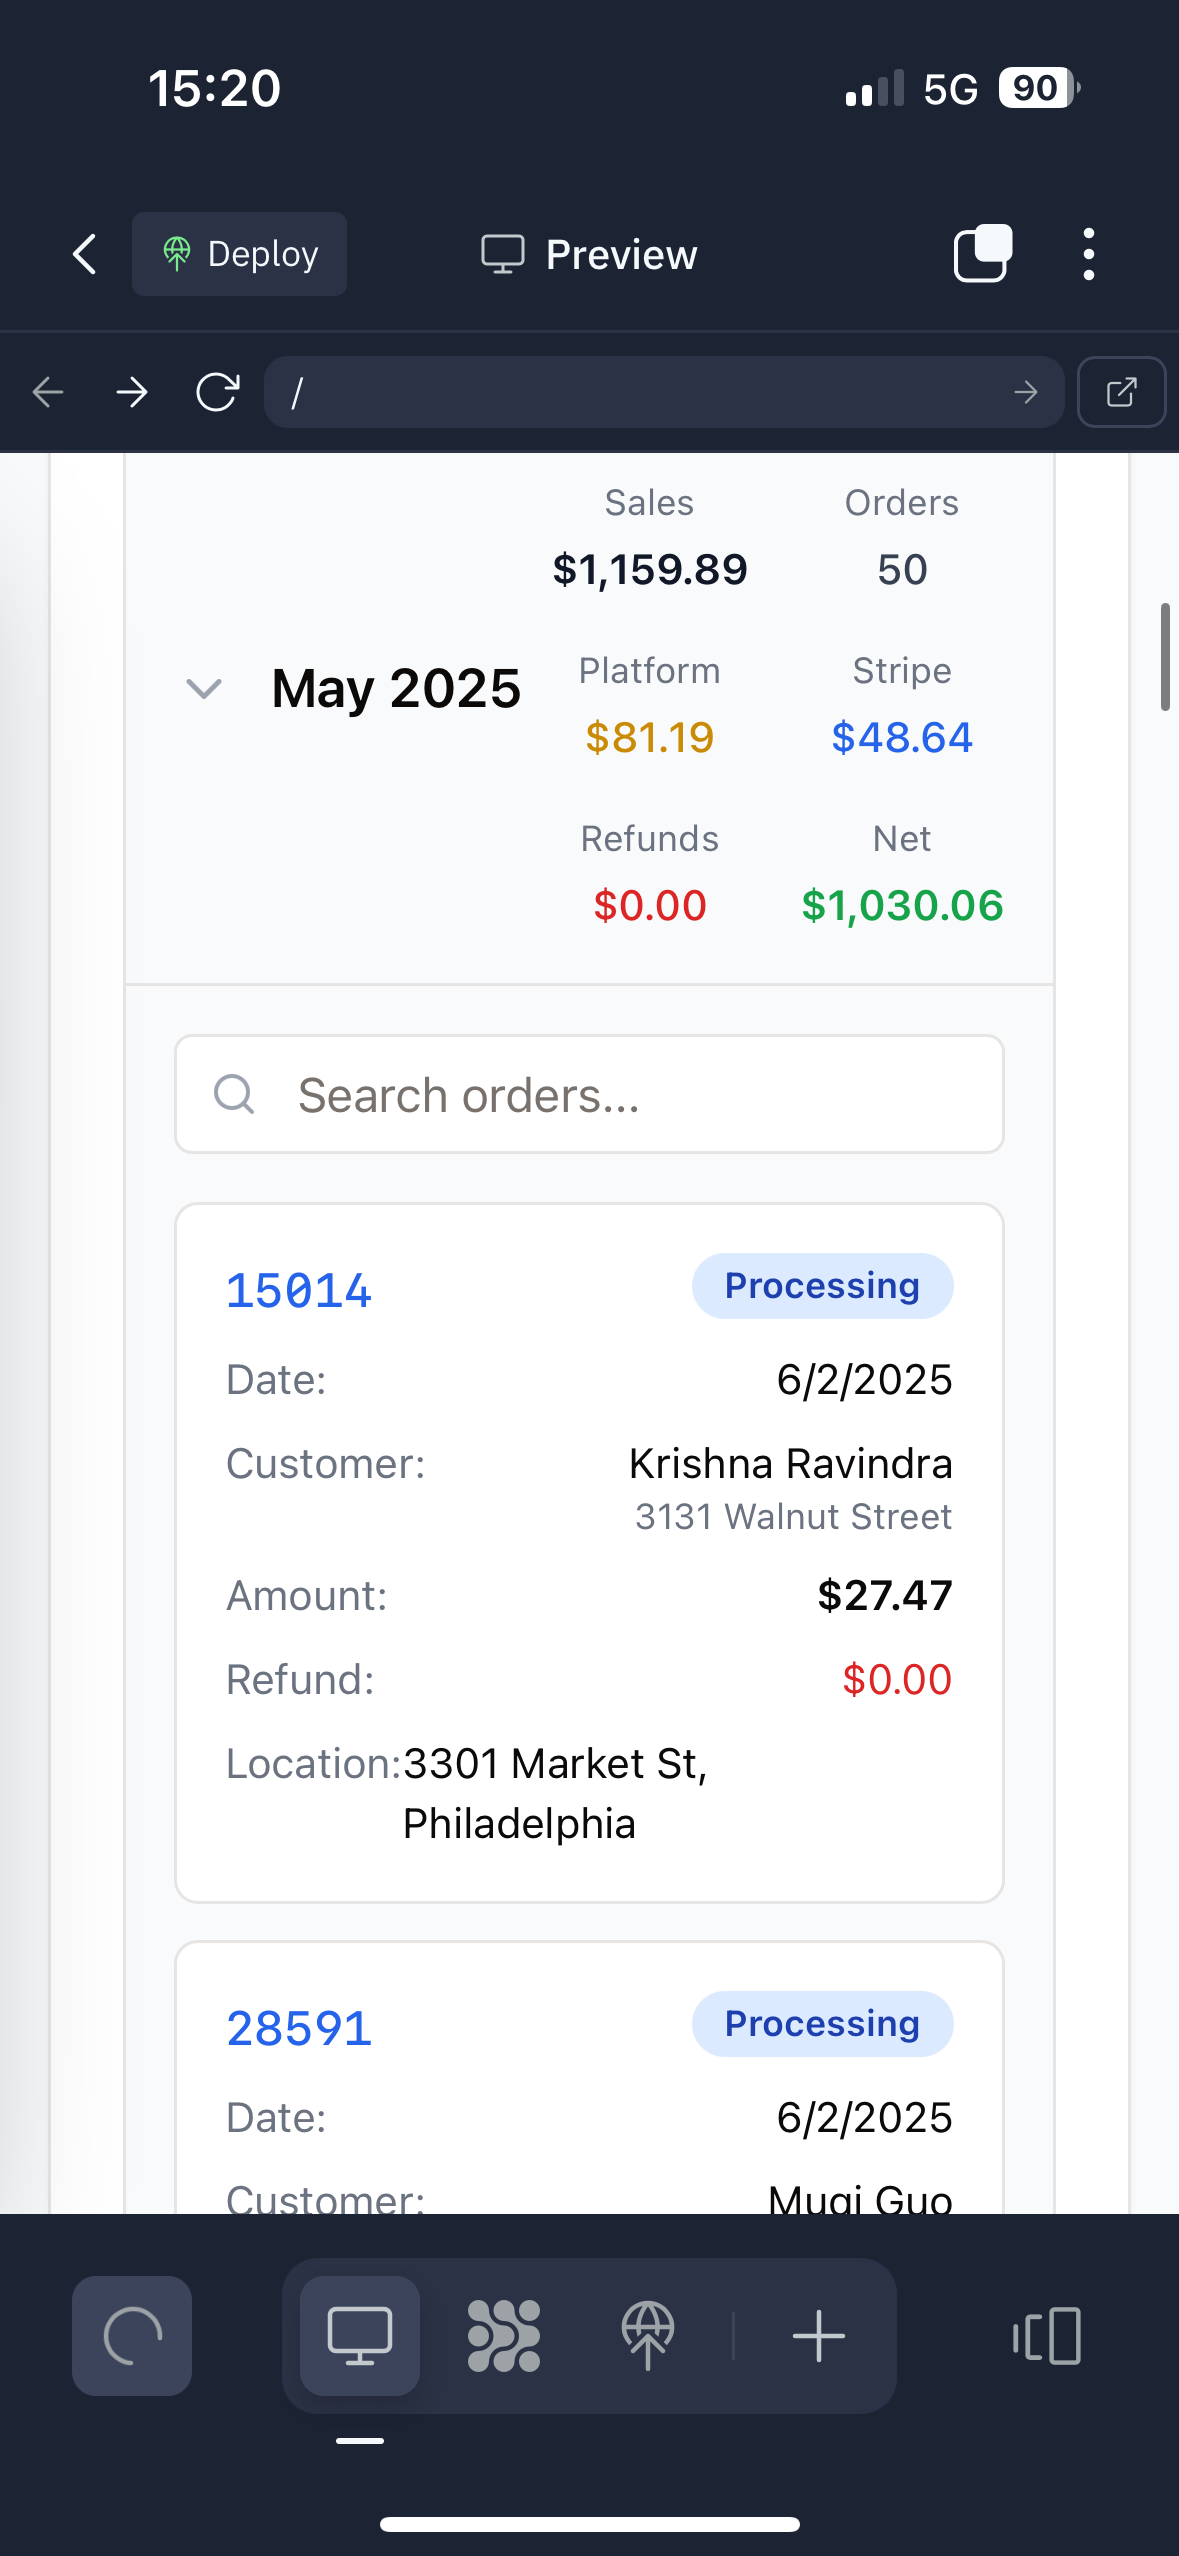 15:20
5G
90
Deploy
Preview
/
Sales
Orders
$1,159.89
50
May 2025
Platform
Stripe
$81.19
$48.64
Refunds
Net
$0.00
$1,030.06
Search orders...
15014
Processing
Date:
6/2/2025
Customer:
Krishna Ravindra
3131 Walnut Street
Amount:
$27.47
Refund:
$0.00
Location:3301 Market St,
Philadelphia
28591
Processing
Date:
6/2/2025
Customer:
Muqi Guo